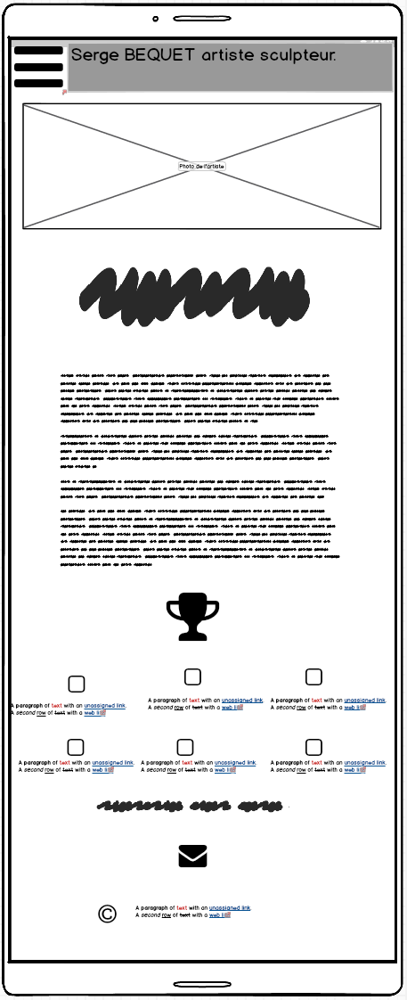 Serge BEQUET artiste sculpteur.
Photo de l'artiste
A paragraph of text with an unassigned link.
A second row of text with a web link
A paragraph of text with an unassigned link.
A second row of text with a web link
A paragraph of text with an unassigned link.
A second row of text with a web link
A paragraph of text with an unassigned link.
A second row of text with a web link
A paragraph of text with an unassigned link.
A second row of text with a web link
A paragraph of text with an unassigned link.
A second row of text with a web link
©
A paragraph of text with an unassigned link.
A second row of text with a web link